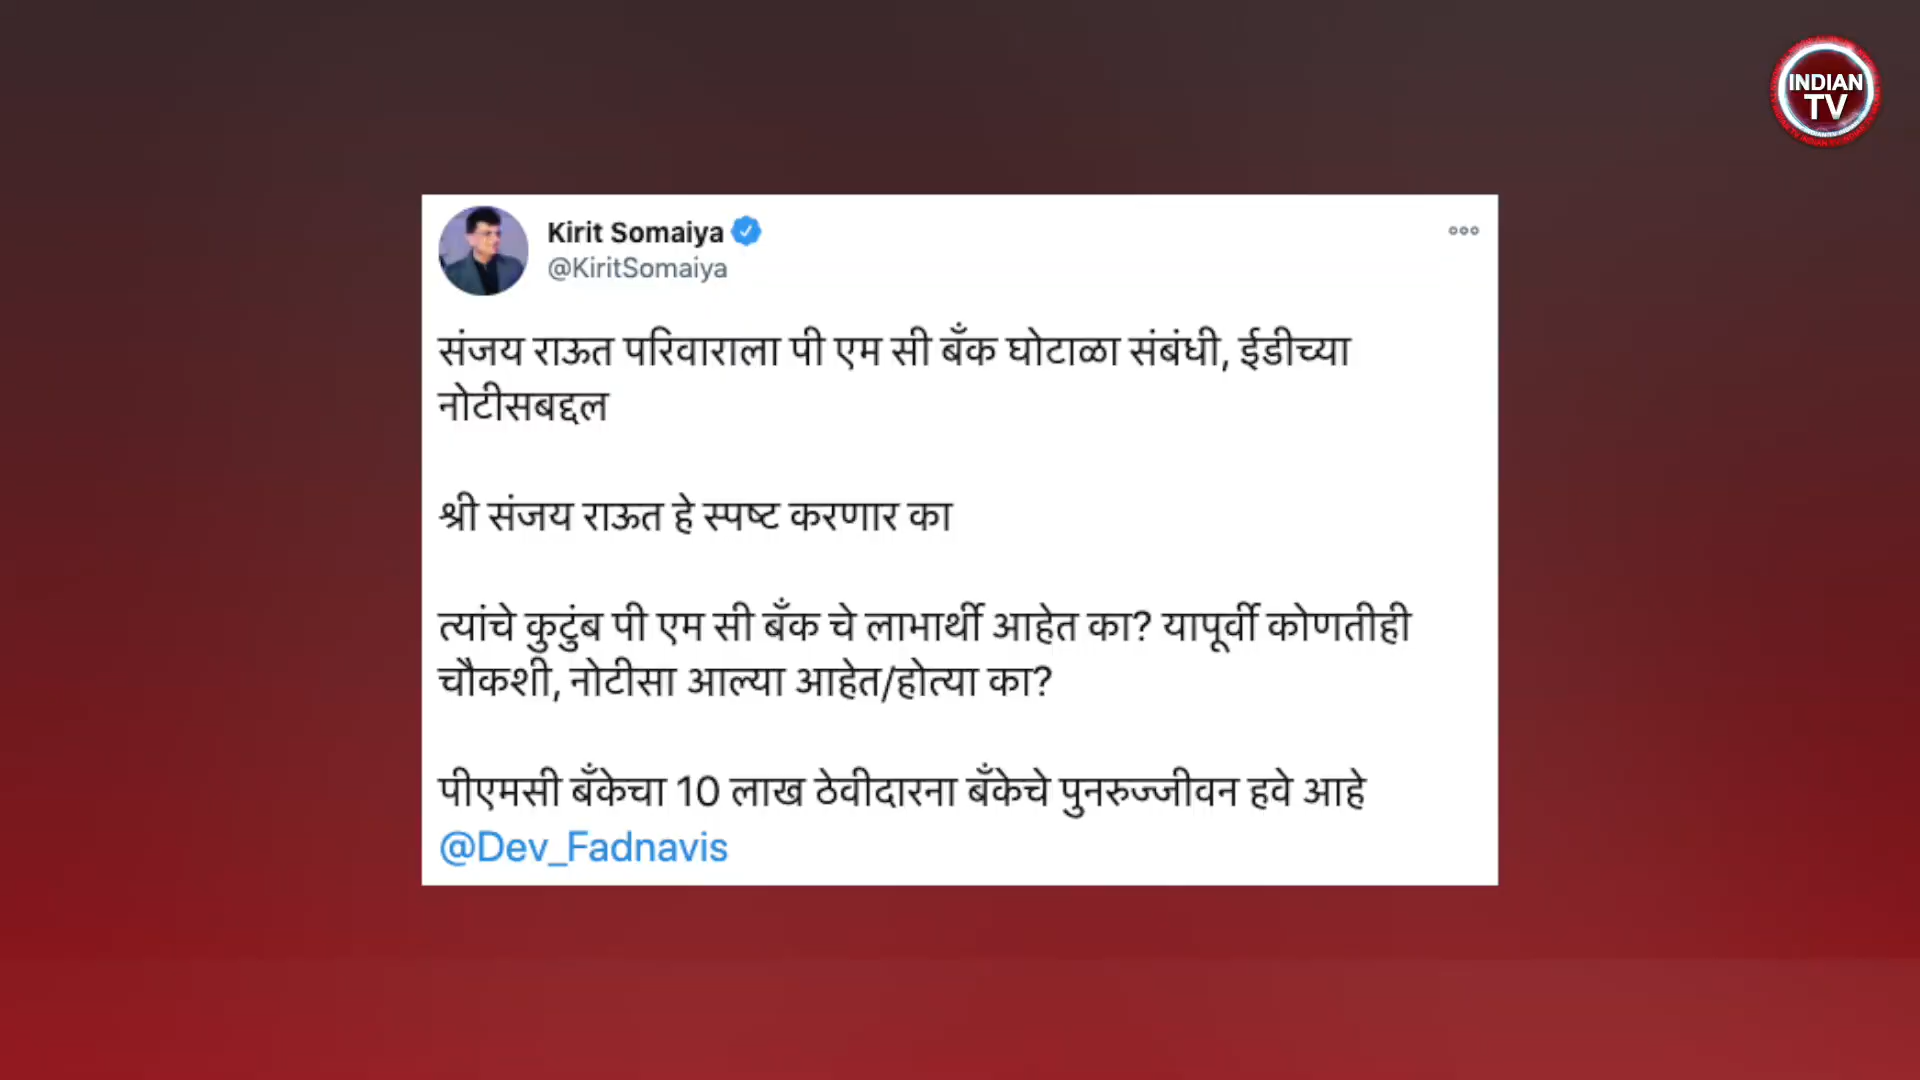 INDIAN
TV
Kirit Somaiya
@KiritSomaiya
संजय राऊत परिवाराला पी एम सी बँक घोटाळा संबंधी, ईडीच्या
नोटीसबद्दल
श्री संजय राऊत हे स्पष्ट करणार का
त्यांचे कुटुंब पी एम सी बँक चे लाभार्थी आहेत का? यापूर्वी कोणतीही
चौकशी, नोटीसा आल्या आहेत/होत्या का?
पीएमसी बँकेचा 10 लाख ठेवीदारना बँकेचे पुनरुज्जीवन हवे आहे
@Dev_Fadnavis